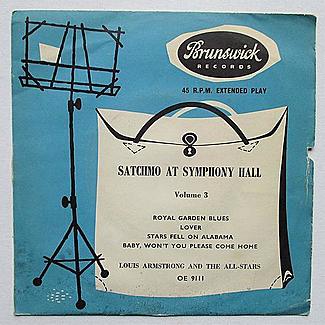 Brunswick
RECORDS
45 R.P.M. EXTENDED PLAY
SATCHMO AT SYMPHONY HALL
Volume 3
ROYAL GARDEN BLUES
LOVER
STARS FELL ON ALABAMA
BABY, WON'T YOU PLEASE COME HOME
LOUIS ARMSTRONG AND THE ALL-STARS
OE 9111